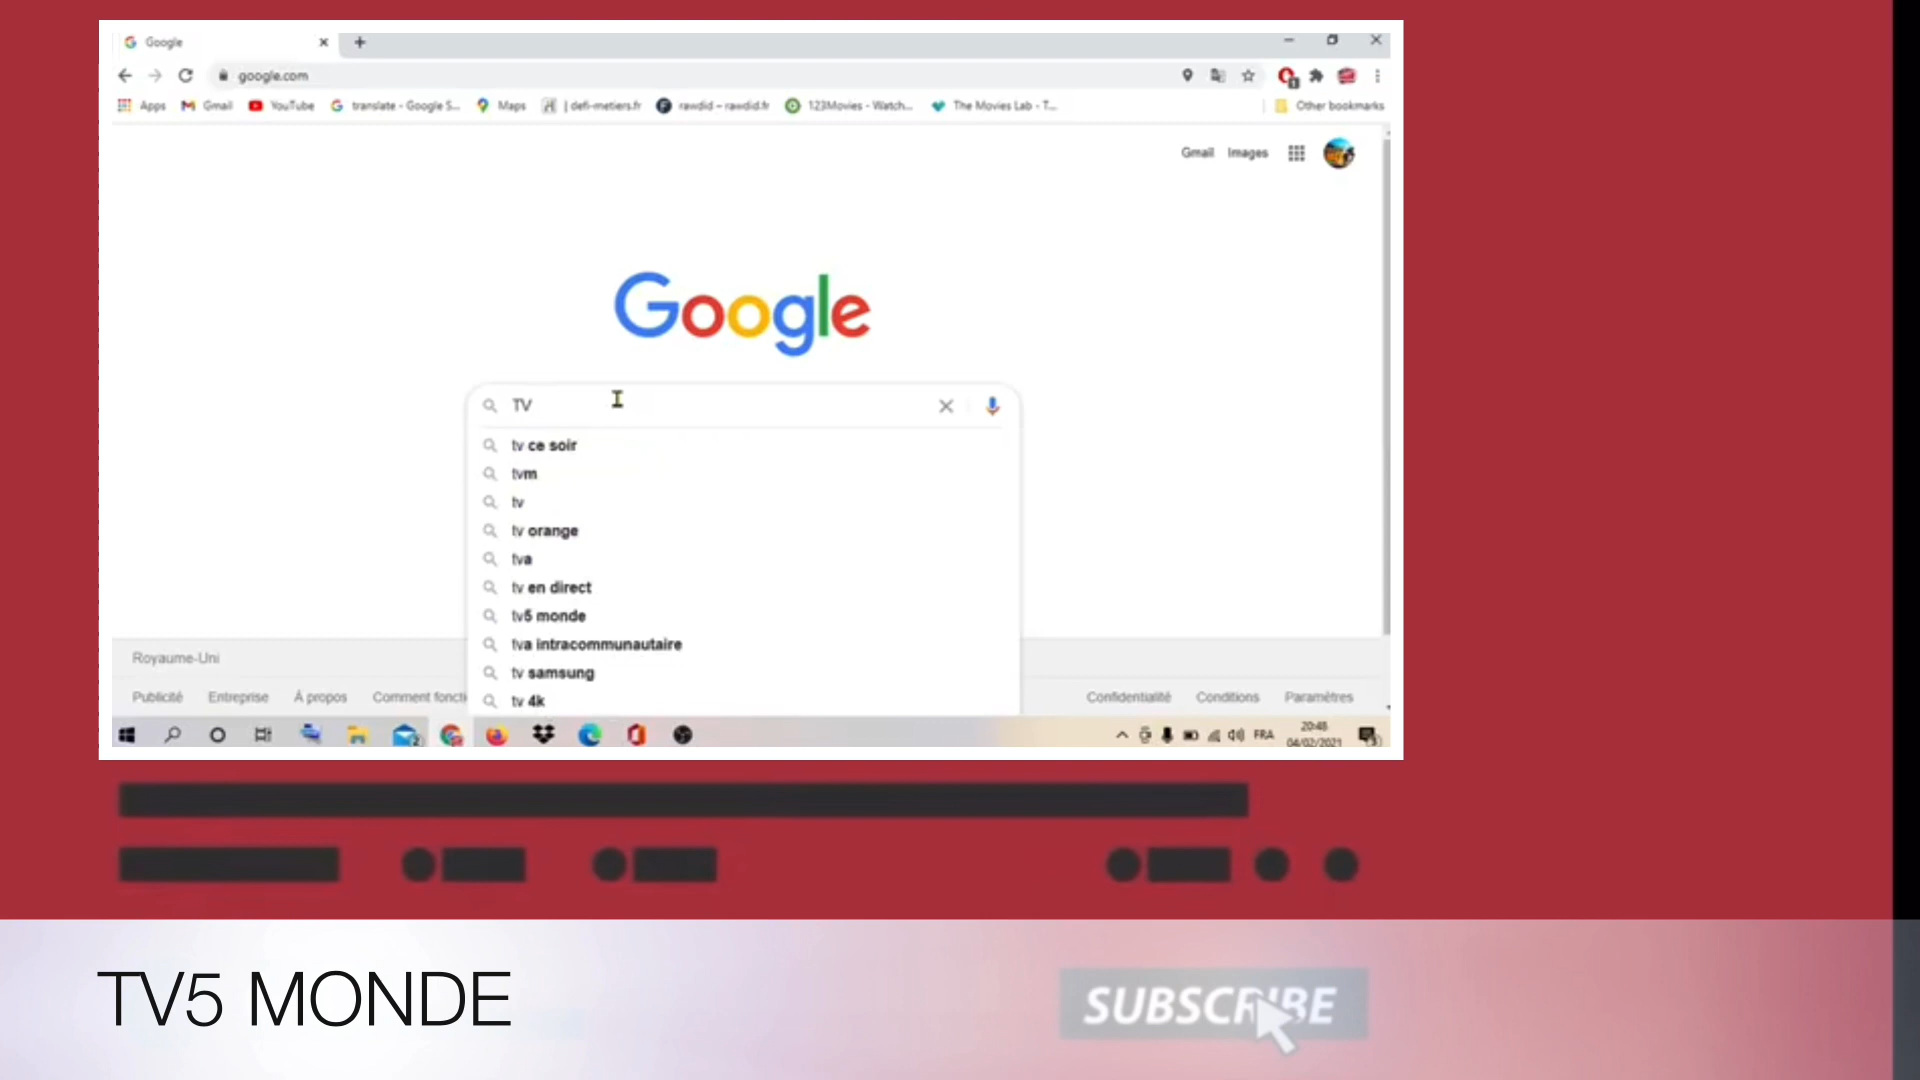 Google
google.com
Apps Gmail YouTube translate - Google S... Maps | defi-metiers.fr rawdid – rawdid.fr 123Movies - Watch... The Movies Lab - T... Other bookmarks
Gmail Images
Google
TV
tv ce soir
tvm
tv
tv orange
tva
tv en direct
tv5 monde
tva intracommunautaire
tv samsung
tv 4k
Royaume-Uni
Publicité Entreprise À propos Comment foncti Confidentialité Conditions Paramètres
FRA 20:48
04/02/2021
TV5 MONDE
SUBSCRIBE